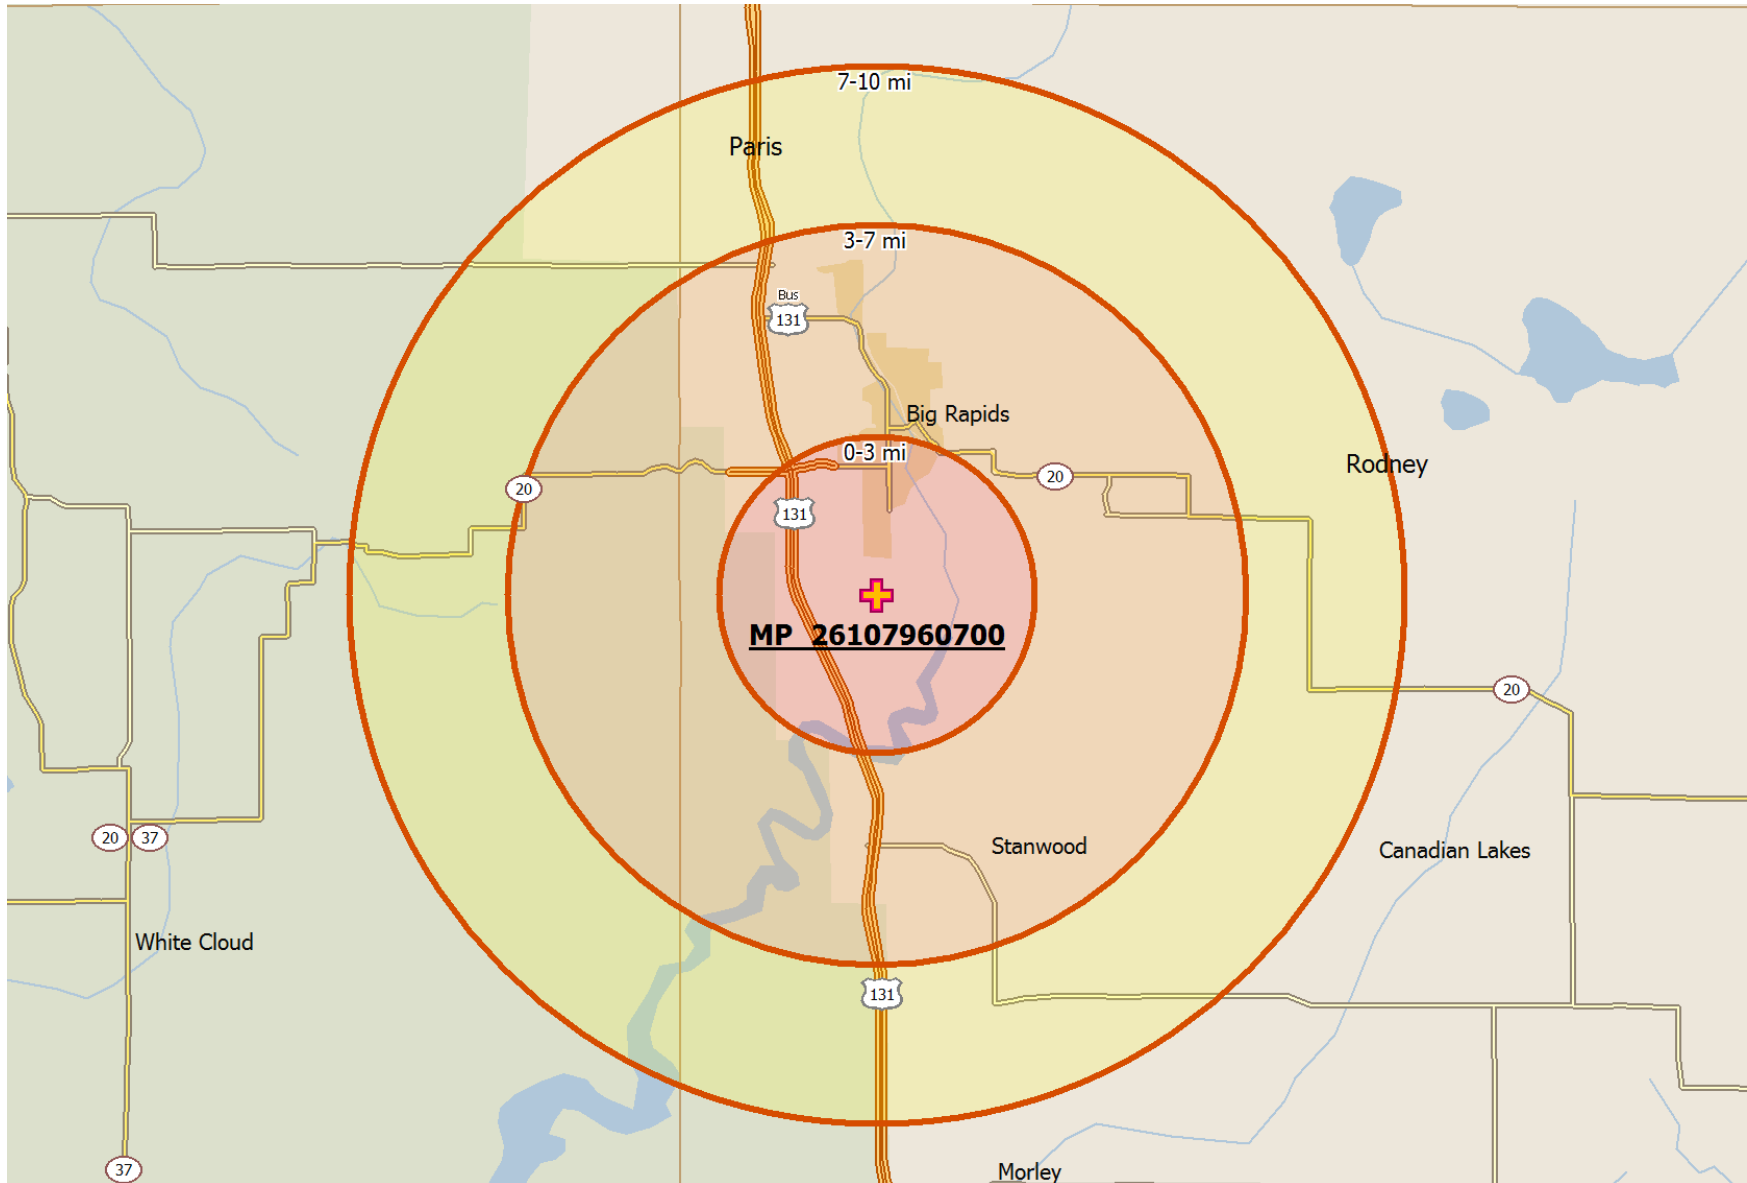 7-10 mi
Paris
3-7 mi
Bus
131
Big Rapids
0-3 mi
Rodney
20
20
131
MP 26107960700
20
20
37
Stanwood
Canadian Lakes
White Cloud
131
37
Morley